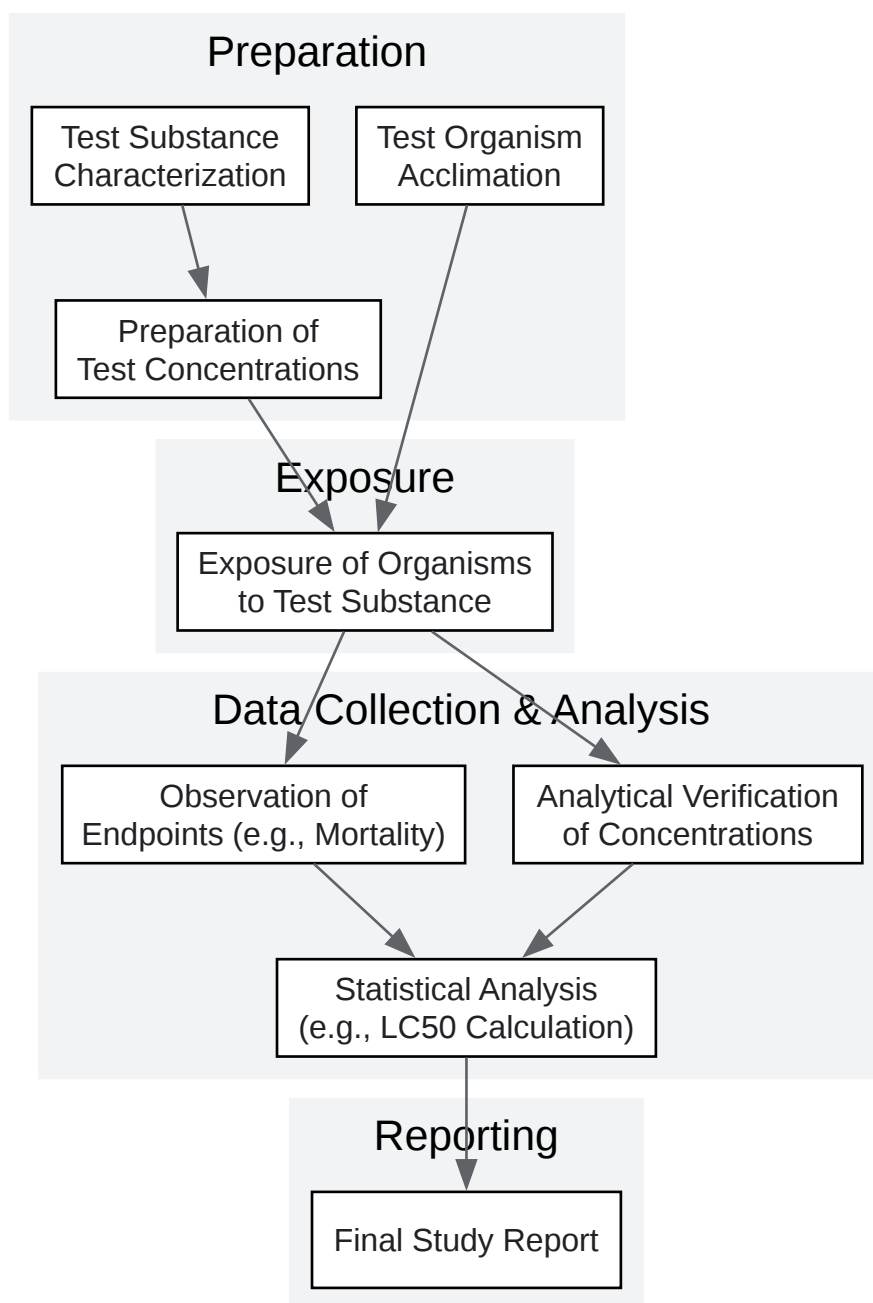 Preparation
Test Substance
Characterization
Test Organism
Acclimation
Preparation of
Test Concentrations
Exposure
Exposure of Organisms
to Test Substance
Data Collection & Analysis
Observation of
Endpoints (e.g., Mortality)
Analytical Verification
of Concentrations
Statistical Analysis
(e.g., LC50 Calculation)
Reporting
Final Study Report